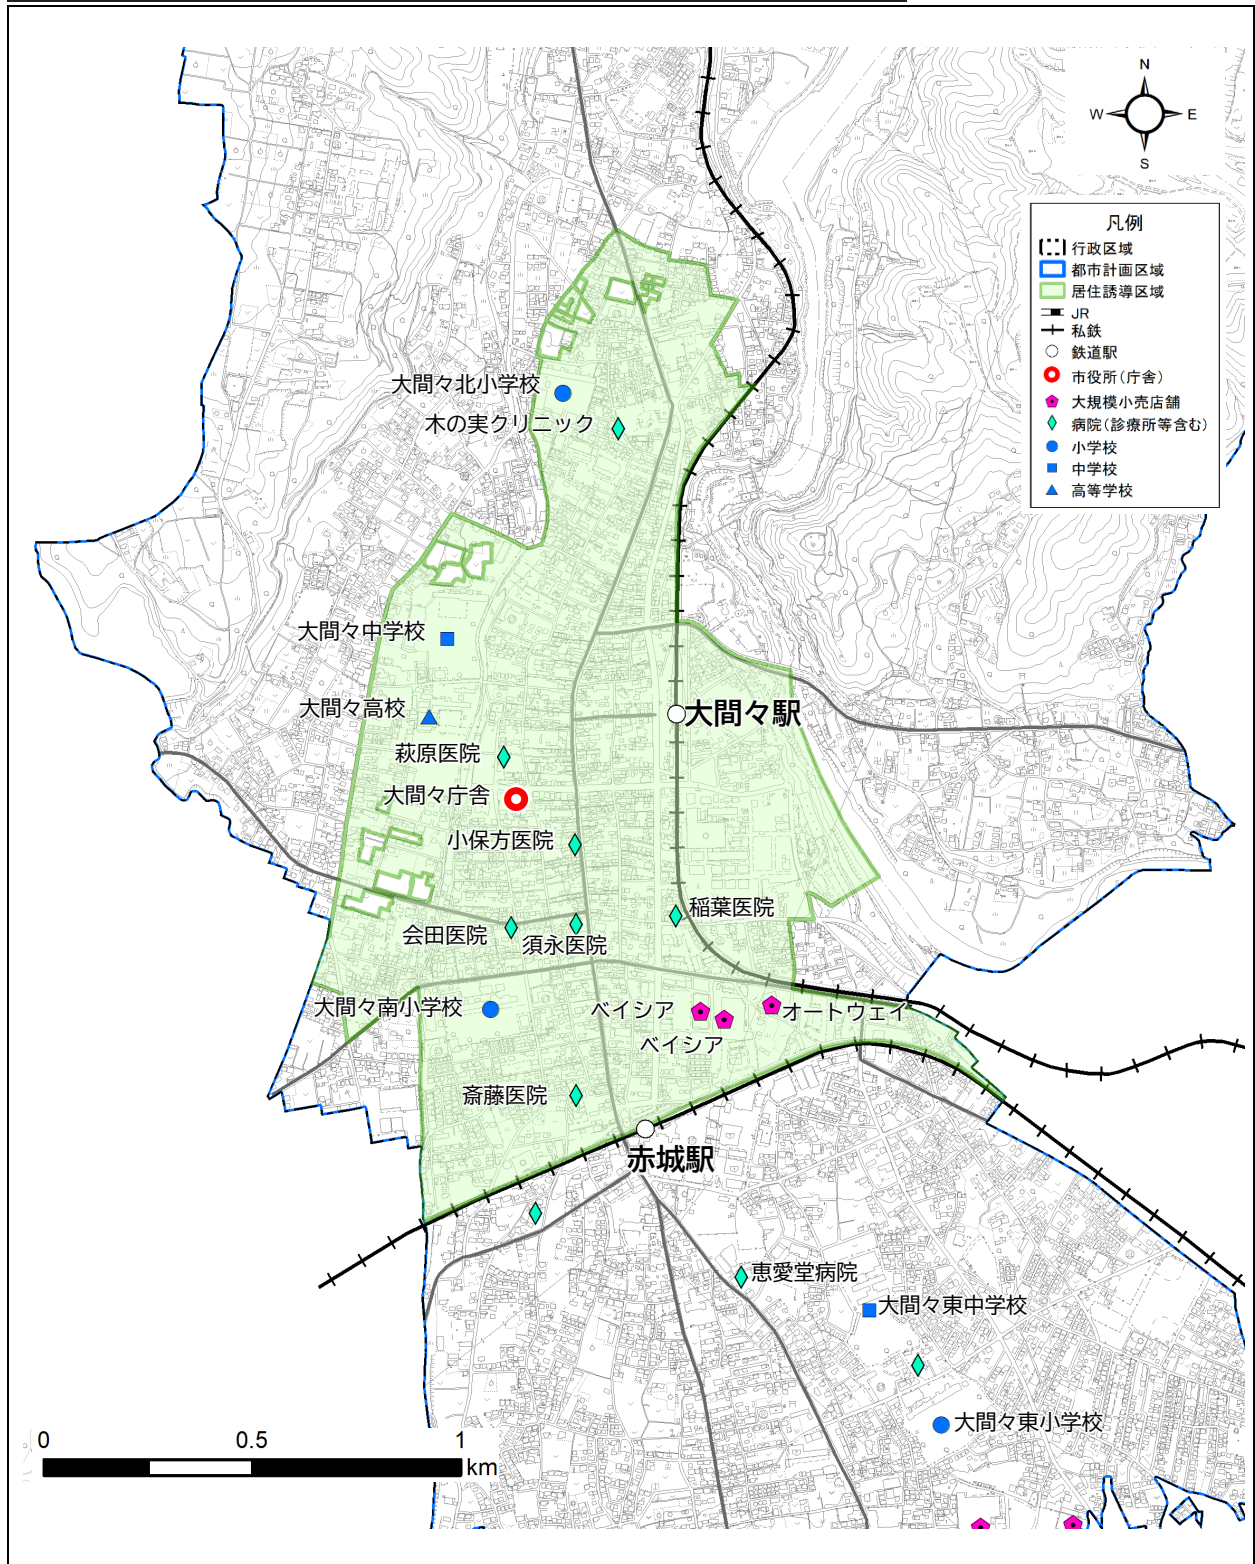 N
W
E
S
凡例
行政区域
都市計画区域
居住誘導区域
JR
私鉄
鉄道駅
市役所(庁舎)
大規模小売店舗
病院(診療所等含む)
小学校
中学校
高等学校
大間々北小学校
木の実クリニック
大間々中学校
大間々高校
大間々駅
萩原医院
大間々庁舎
小保方医院
稲葉医院
会田医院
須永医院
大間々南小学校
ベイシア
オートウェイ
ベイシア
斎藤医院
赤城駅
恵愛堂病院
大間々東中学校
大間々東小学校
0
0.5
1
km